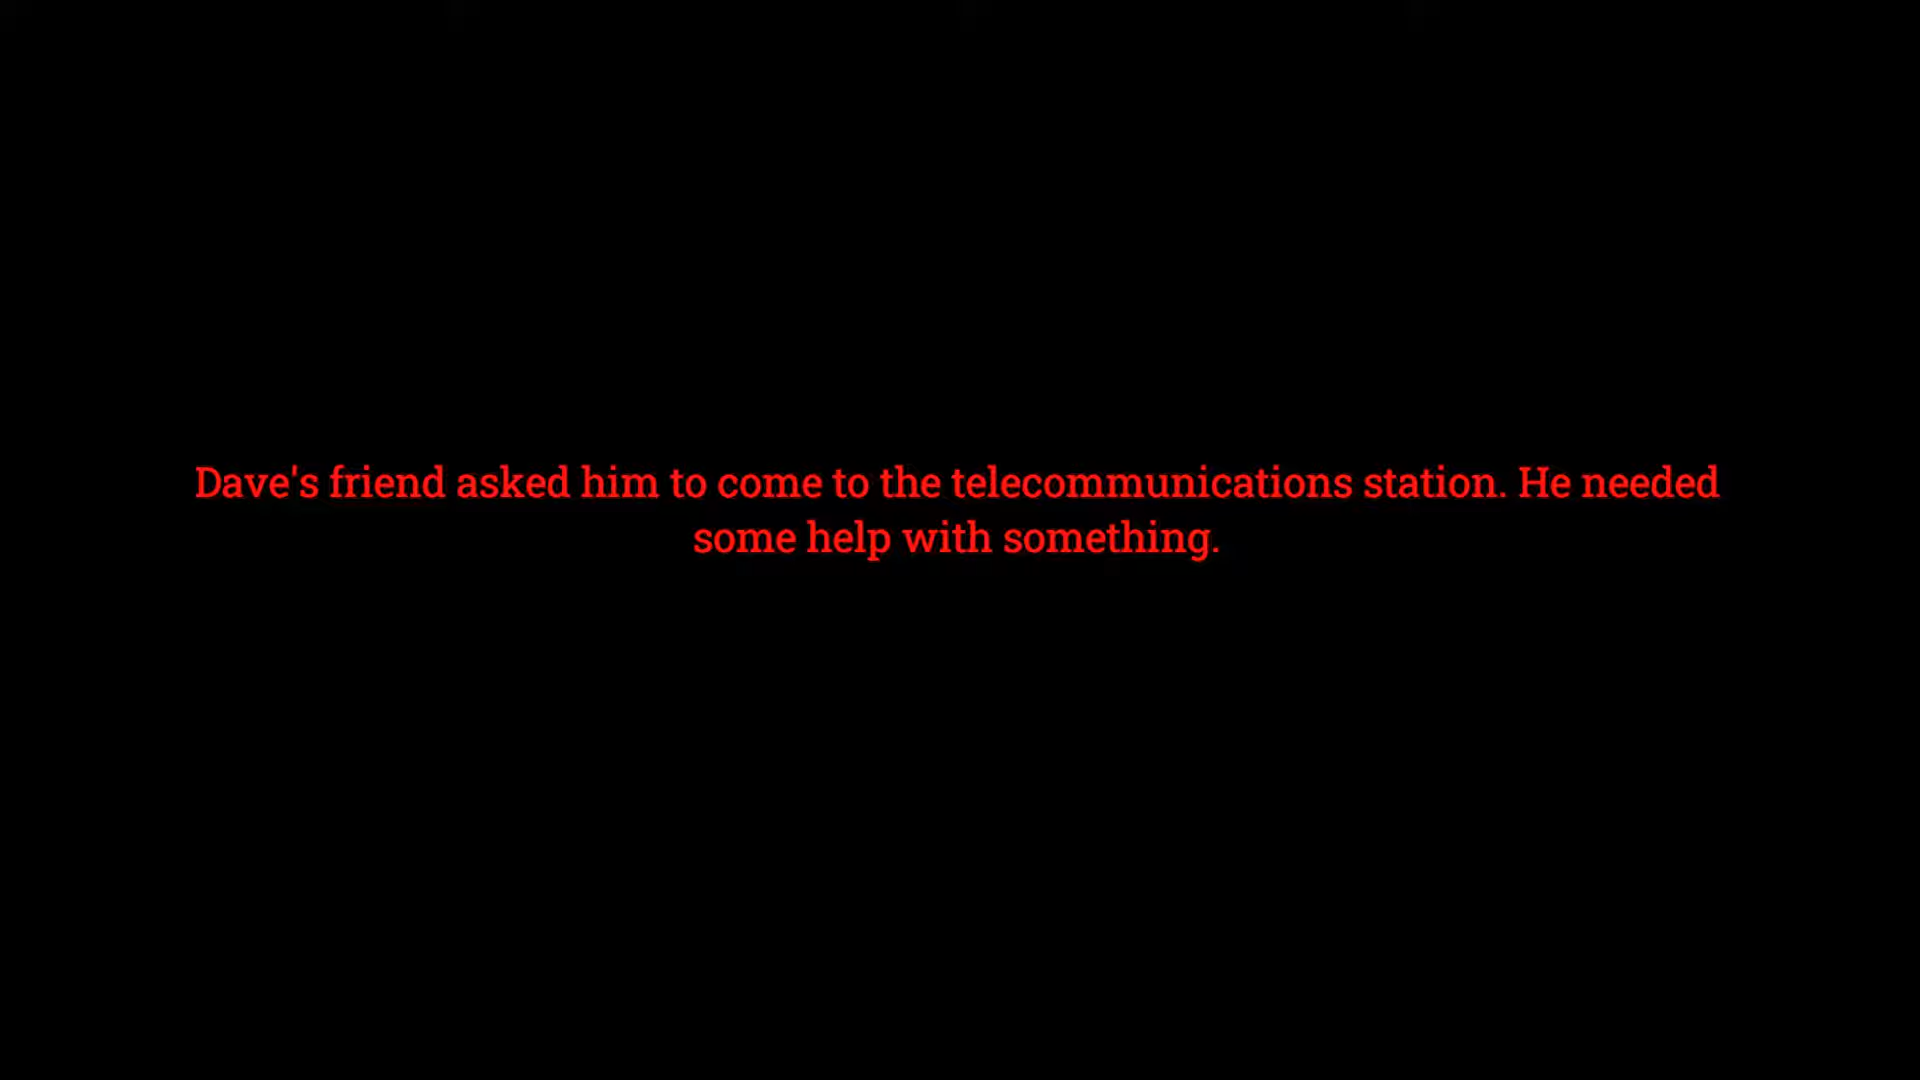 Dave's friend asked him to come to the telecommunications station. He needed
some help with something.